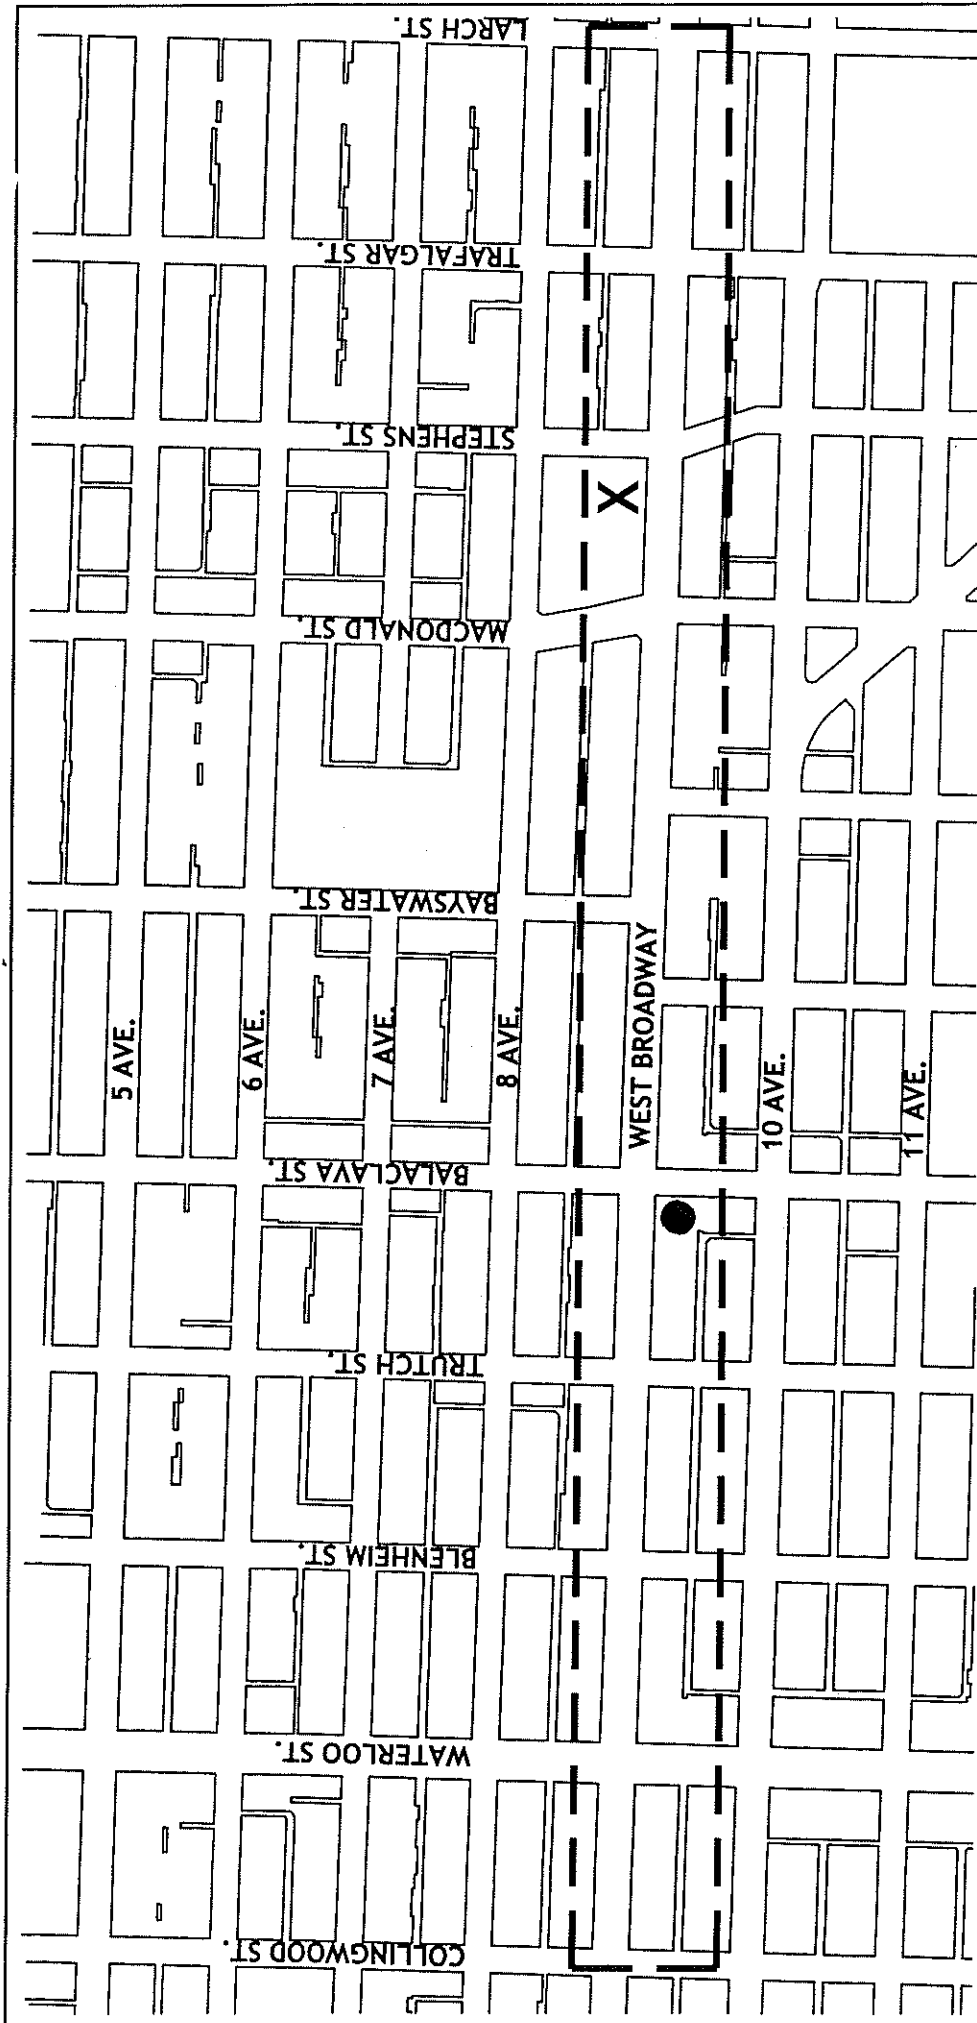 LARCH ST.
TRAFALGAR ST.
STEPHENS ST.
X
MACDONALD ST.
BAYSWATER ST.
5 AVE.
6 AVE.
7 AVE.
8 AVE.
WEST BROADWAY
10 AVE.
11 AVE.
BALACLAVA ST.
TRUTCH ST.
BLENHEIM ST.
WATERLOO ST.
COLLINGWOOD ST.